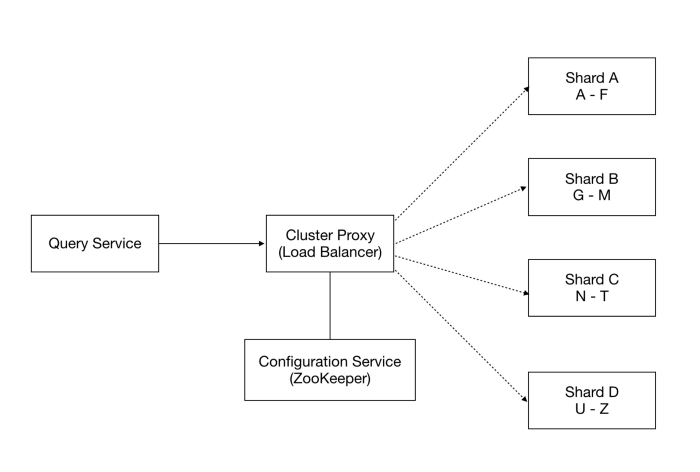 Query Service
Cluster Proxy
(Load Balancer)
Configuration Service
(ZooKeeper)
Shard A
A - F
Shard B
G - M
Shard C
N - T
Shard D
U - Z